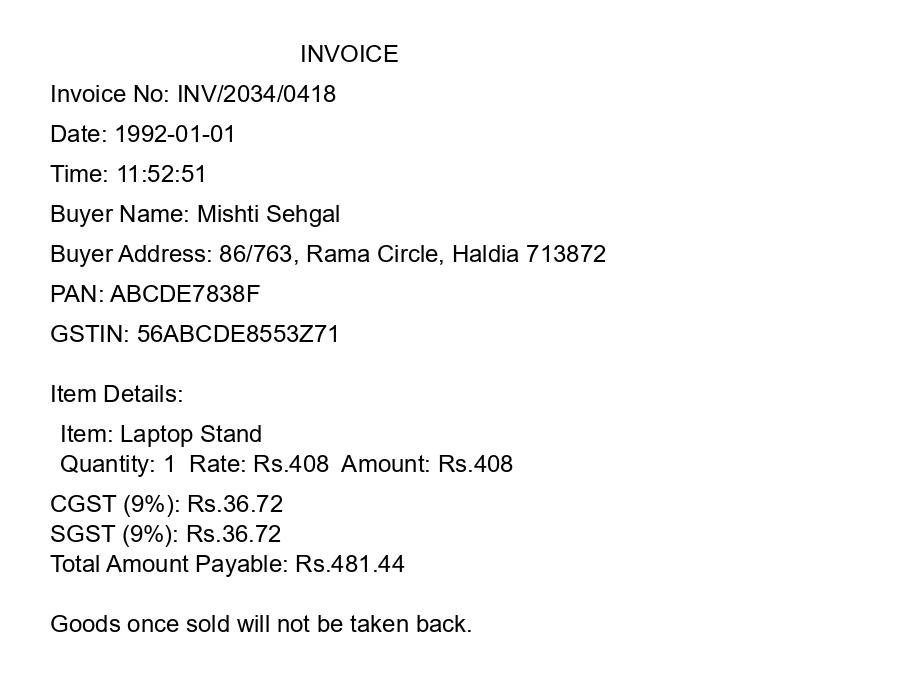 INVOICE
Invoice No: INV/2034/0418
Date: 1992-01-01
Time: 11:52:51
Buyer Name: Mishti Sehgal
Buyer Address: 86/763, Rama Circle, Haldia 713872
PAN: ABCDE7838F
GSTIN: 56ABCDE8553Z71
Item Details:
Item: Laptop Stand
Quantity: 1  Rate: Rs.408  Amount: Rs.408
CGST (9%): Rs.36.72
SGST (9%): Rs.36.72
Total Amount Payable: Rs.481.44
Goods once sold will not be taken back.